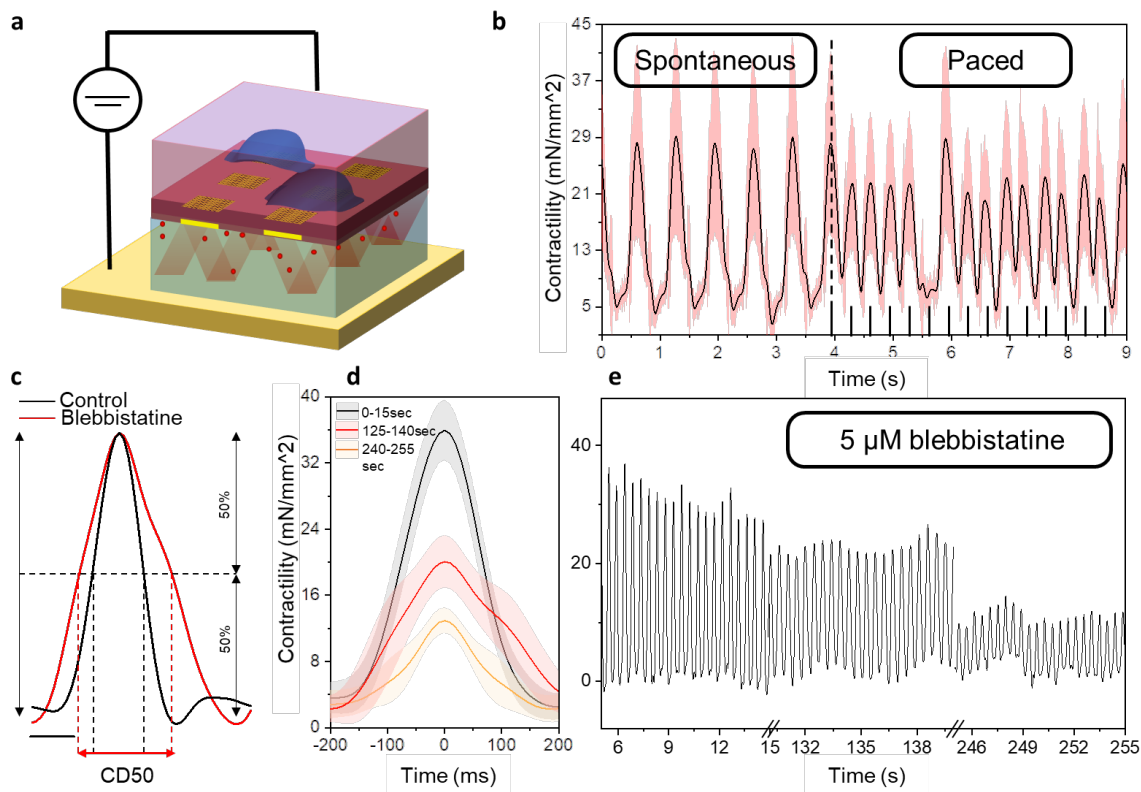 a
b
Contractility (mN/mm^2)
45
37
29
21
13
5
Spontaneous
Paced
0
1
2
3
4
5
6
7
8
9
Time (s)
c
Control
Blebbistatine
50%
50%
CD50
d
Contractility (mN/mm^2)
40
32
24
16
8
0
0-15sec
125-140sec
240-255
sec
-200
-100
0
100
200
Time (ms)
e
5 µM blebbistatine
40
20
0
6
9
12
15
132
135
138
246
249
252
255
Time (s)